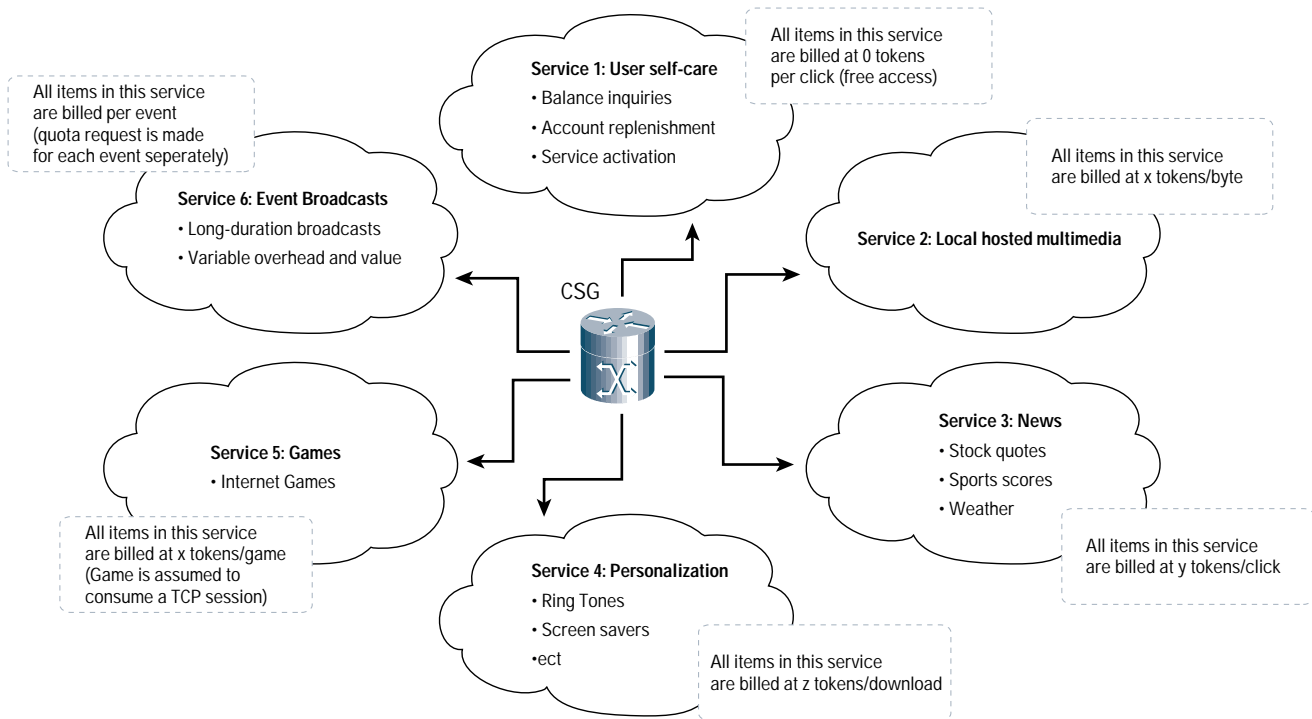 Service 1: User self-care
• Balance inquiries
• Account replenishment
• Service activation
All items in this service
are billed at 0 tokens
per click (free access)
All items in this service
are billed per event
(quota request is made
for each event seperately)
Service 6: Event Broadcasts
• Long-duration broadcasts
• Variable overhead and value
All items in this service
are billed at x tokens/byte
Service 2: Local hosted multimedia
CSG
Service 5: Games
• Internet Games
All items in this service
are billed at x tokens/game
(Game is assumed to
consume a TCP session)
Service 3: News
• Stock quotes
• Sports scores
• Weather
All items in this service
are billed at y tokens/click
Service 4: Personalization
• Ring Tones
• Screen savers
•ect
All items in this service
are billed at z tokens/download